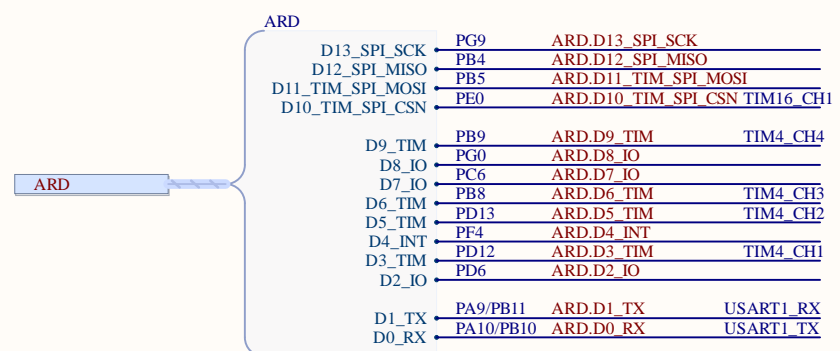 ARD
D13_SPI_SCK PG9 ARD.D13_SPI_SCK
D12_SPI_MISO PB4 ARD.D12_SPI_MISO
D11_TIM_SPI_MOSI PB5 ARD.D11_TIM_SPI_MOSI
D10_TIM_SPI_CSN PE0 ARD.D10_TIM_SPI_CSN TIM16_CH1
D9_TIM PB9 ARD.D9_TIM TIM4_CH4
D8_IO PG0 ARD.D8_IO
ARD D7_IO PC6 ARD.D7_IO
D6_TIM PB8 ARD.D6_TIM TIM4_CH3
D5_TIM PD13 ARD.D5_TIM TIM4_CH2
D4_INT PF4 ARD.D4_INT
D3_TIM PD12 ARD.D3_TIM TIM4_CH1
D2_IO PD6 ARD.D2_IO
D1_TX PA9/PB11 ARD.D1_TX USART1_RX
D0_RX PA10/PB10 ARD.D0_RX USART1_TX